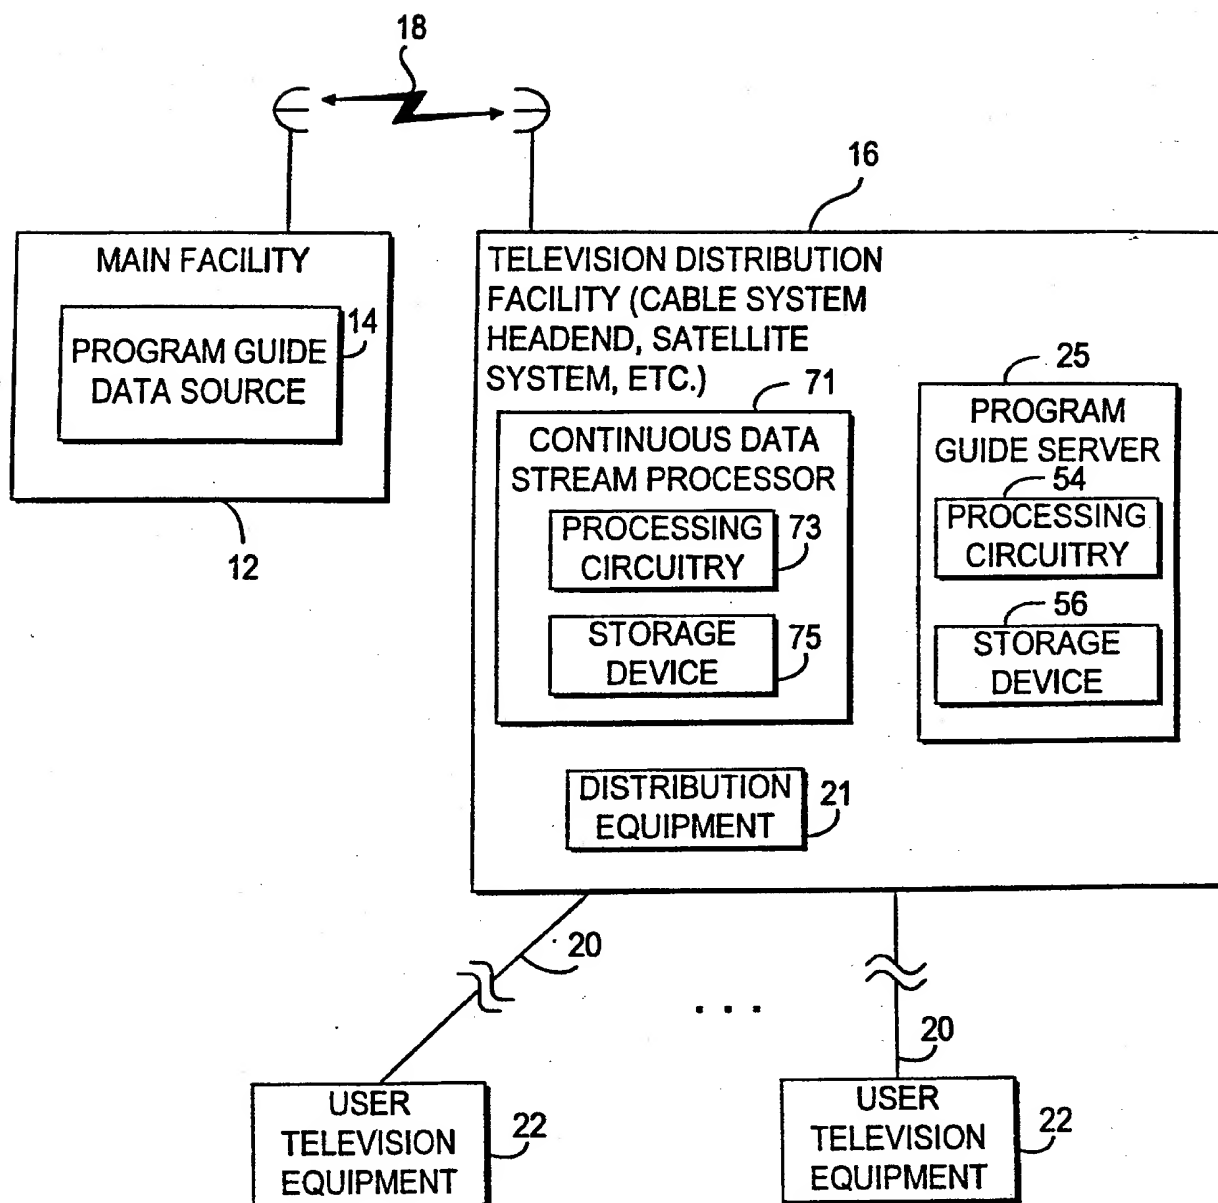 18
16
MAIN FACILITY
14
PROGRAM GUIDE
DATA SOURCE
12
TELEVISION DISTRIBUTION
FACILITY (CABLE SYSTEM
HEADEND, SATELLITE
SYSTEM, ETC.)
71
CONTINUOUS DATA
STREAM PROCESSOR
PROCESSING
CIRCUITRY
73
STORAGE
DEVICE
75
25
PROGRAM
GUIDE SERVER
54
PROCESSING
CIRCUITRY
56
STORAGE
DEVICE
DISTRIBUTION
EQUIPMENT
21
20
. . .
20
USER
TELEVISION
EQUIPMENT
22
USER
TELEVISION
EQUIPMENT
22